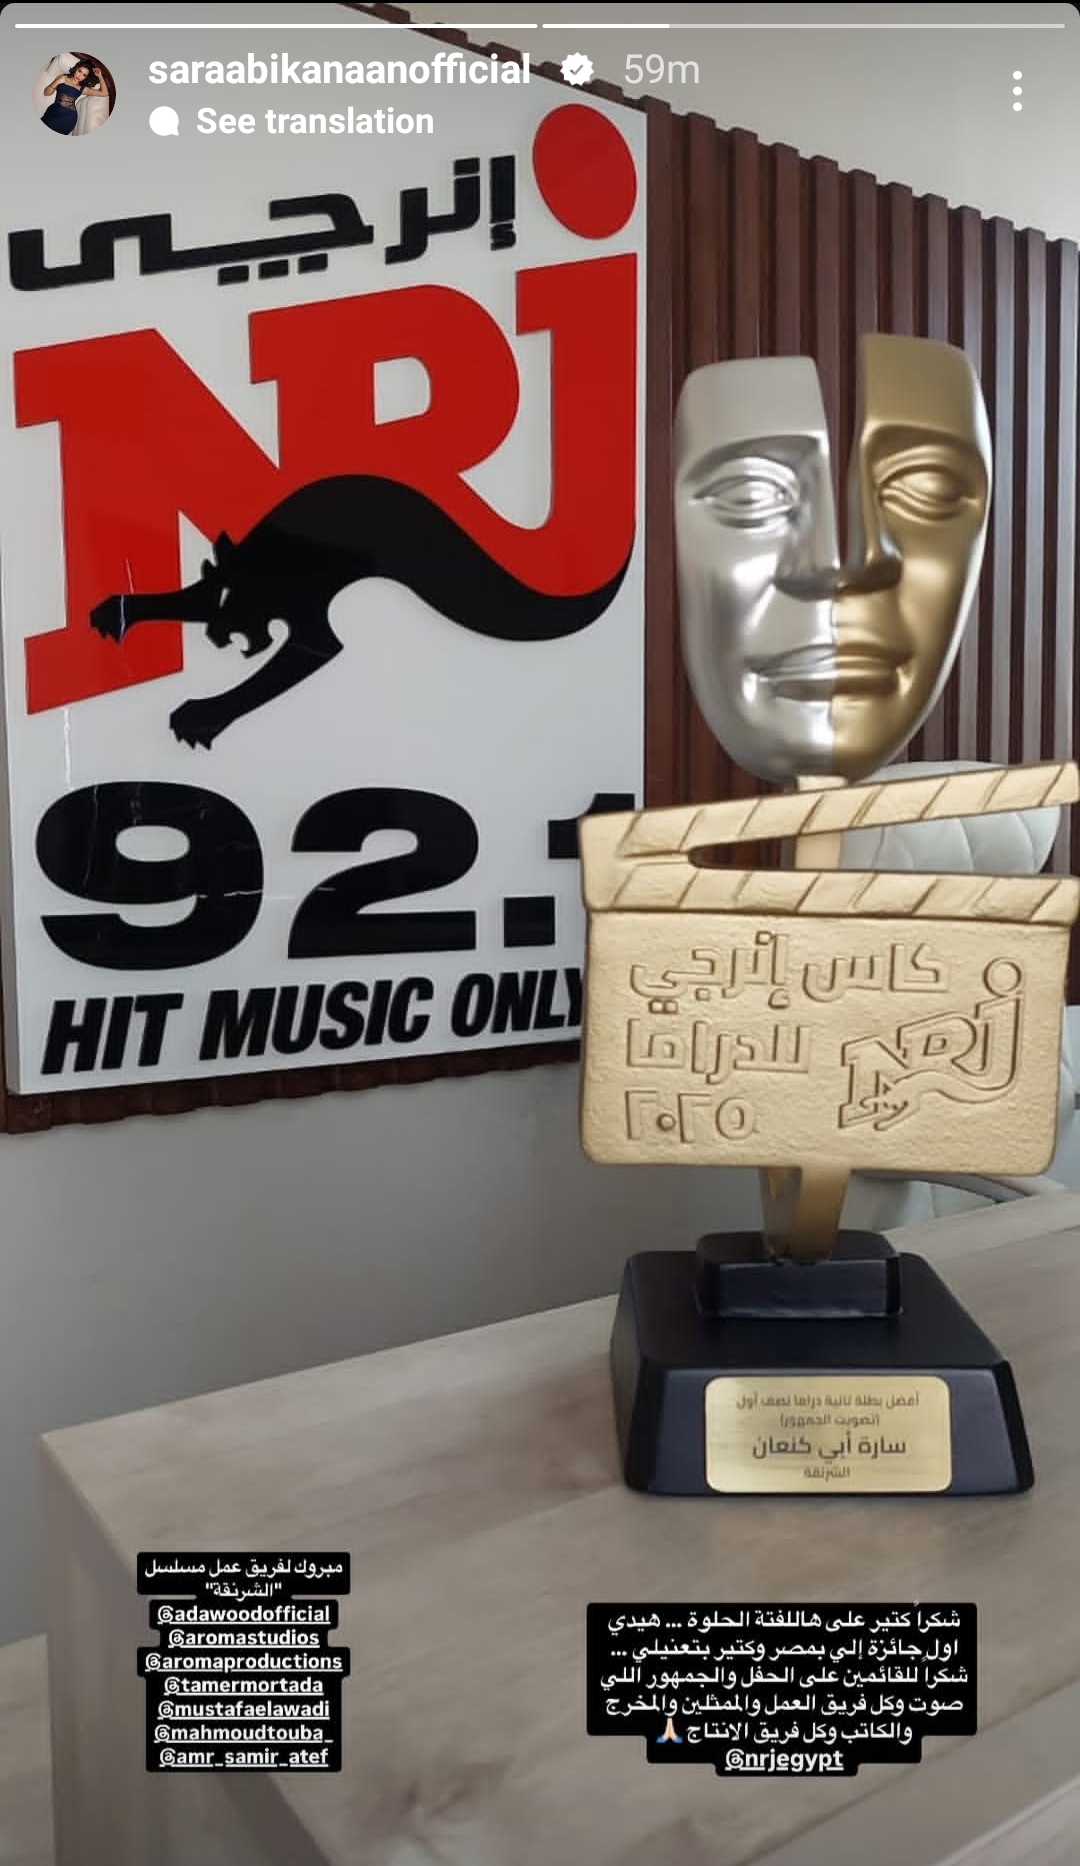 saraabikanaanofficial 59m
See translation
إنرجى
NRJ
92.1
HIT MUSIC ONLY
كاس إنرجي
للدراما
٢٠٢٥
NRJ
أفضل بطلة ثانية دراما نصف أول
(تصويت الجمهور)
سارة أبي كنعان
الشرنقة
مبروك لفريق عمل مسلسل
"الشرنقة"
@adawoodofficial
@aromastudios
@aromaproductions
@tamermortada
@mustafaelawadi
@mahmoudtouba_
@amr_samir_atef
شكراً كتير على هاللفتة الحلوة ... هيدي
اول جائزة إلي بمصر وكتير بتعنيلي ...
شكراً للقائمين على الحفل والجمهور اللي
صوت وكل فريق العمل والممثلين والمخرج
والكاتب وكل فريق الانتاج 🙏🏻
@nrjegypt